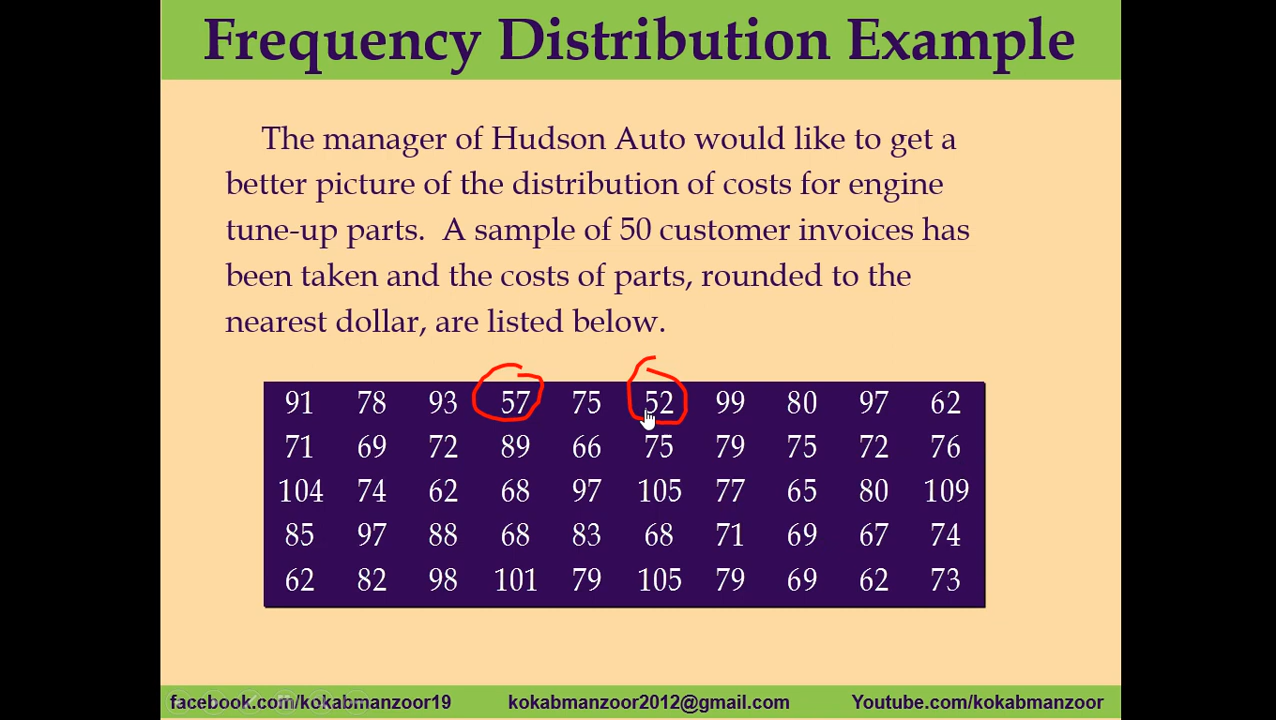 Frequency Distribution Example
The manager of Hudson Auto would like to get a
better picture of the distribution of costs for engine
tune-up parts. A sample of 50 customer invoices has
been taken and the costs of parts, rounded to the
nearest dollar, are listed below.
91 78 93 57 75 52 99 80 97 62
71 69 72 89 66 75 79 75 72 76
104 74 62 68 97 105 77 65 80 109
85 97 88 68 83 68 71 69 67 74
62 82 98 101 79 105 79 69 62 73
facebook.com/kokabmanzoor19 kokabmanzoor2012@gmail.com Youtube.com/kokabmanzoor